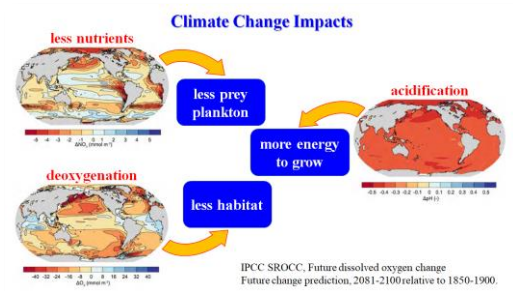 Climate Change Impacts
less nutrients
less prey
plankton
acidification
more energy
to grow
deoxygenation
less habitat
IPCC SROCC, Future dissolved oxygen change
Future change prediction, 2081-2100 relative to 1850-1900.